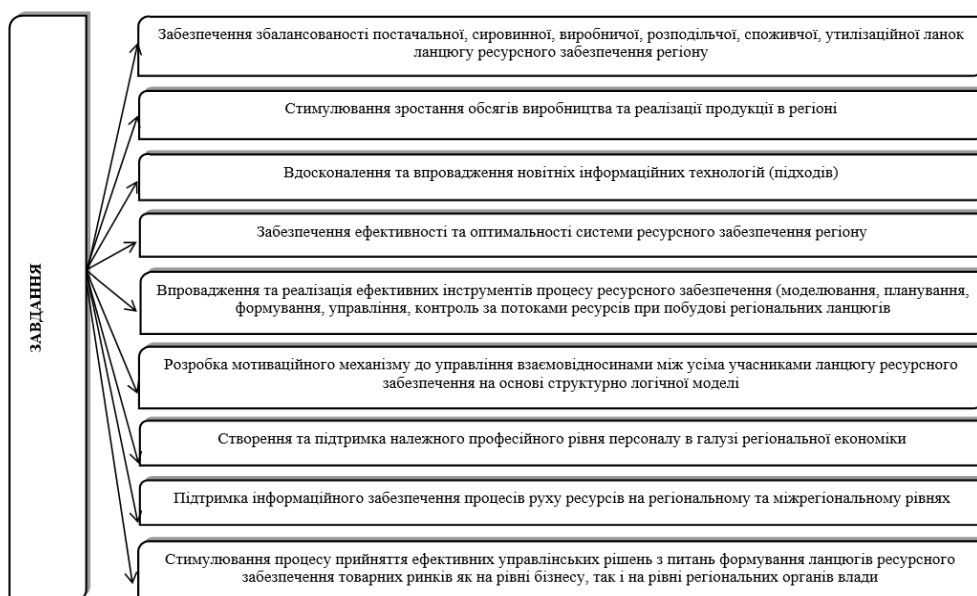 ЗАВДАННЯ
Забезпечення збалансованості постачальної, сировинної, виробничої, розподільчої, споживчої, утилізаційної ланок
ланцюгу ресурсного забезпечення регіону
Стимулювання зростання обсягів виробництва та реалізації продукції в регіоні
Вдосконалення та впровадження новітніх інформаційних технологій (підходів)
Забезпечення ефективності та оптимальності системи ресурсного забезпечення регіону
Впровадження та реалізація ефективних інструментів процесу ресурсного забезпечення (моделювання, планування,
формування, управління, контроль за потоками ресурсів при побудові регіональних ланцюгів
Розробка мотиваційного механізму до управління взаємовідносинами між усіма учасниками ланцюгу ресурсного
забезпечення на основі структурно логічної моделі
Створення та підтримка належного професійного рівня персоналу в галузі регіональної економіки
Підтримка інформаційного забезпечення процесів руху ресурсів на регіональному та міжрегіональному рівнях
Стимулювання процесу прийняття ефективних управлінських рішень з питань формування ланцюгів ресурсного
забезпечення товарних ринків як на рівні бізнесу, так і на рівні регіональних органів влади